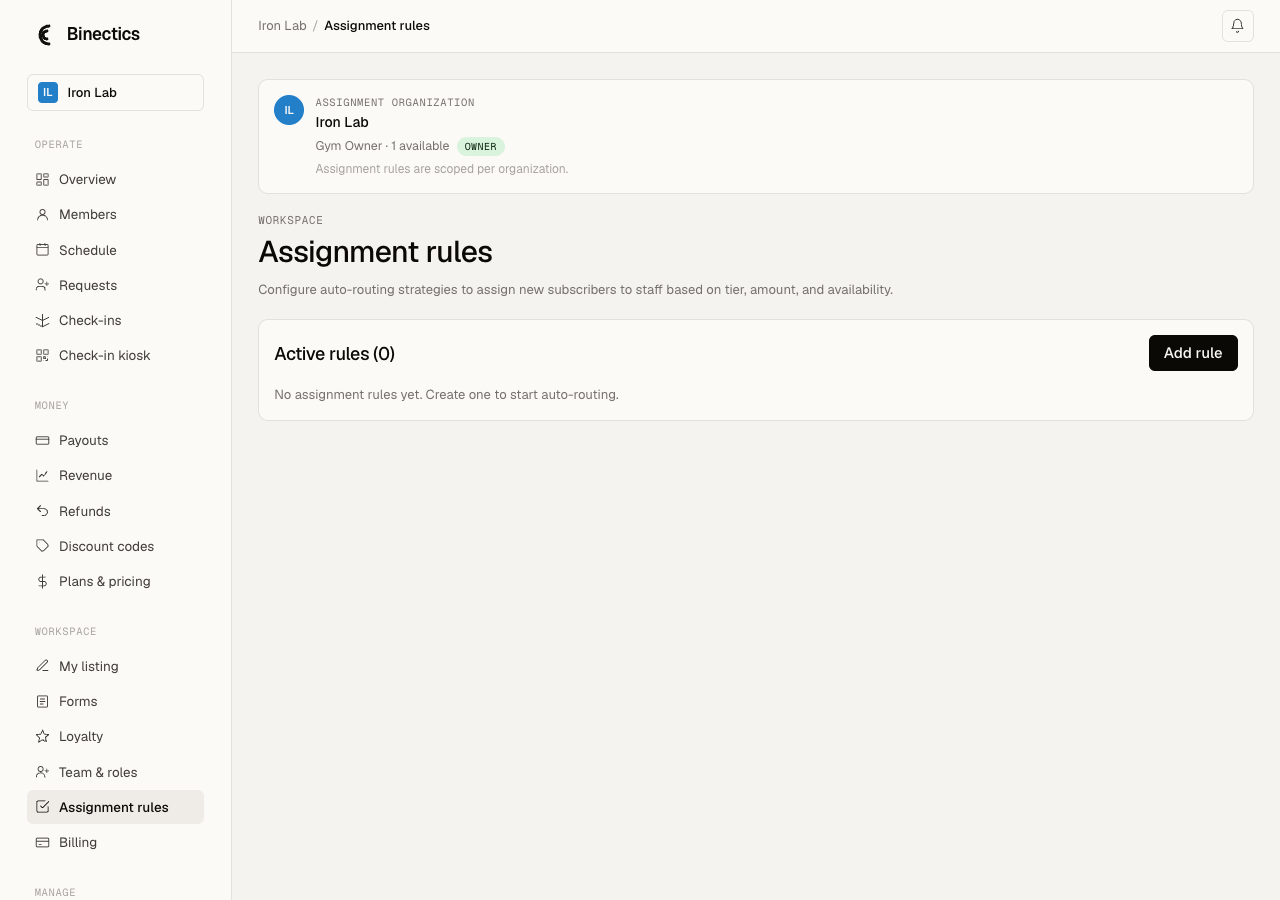 Binectics
IL Iron Lab
OPERATE
Overview
Members
Schedule
Requests
Check-ins
Check-in kiosk
MONEY
Payouts
Revenue
Refunds
Discount codes
Plans & pricing
WORKSPACE
My listing
Forms
Loyalty
Team & roles
Assignment rules
Billing
MANAGE
Iron Lab / Assignment rules
IL
ASSIGNMENT ORGANIZATION
Iron Lab
Gym Owner · 1 available OWNER
Assignment rules are scoped per organization.
WORKSPACE
Assignment rules
Configure auto-routing strategies to assign new subscribers to staff based on tier, amount, and availability.
Active rules (0)
Add rule
No assignment rules yet. Create one to start auto-routing.